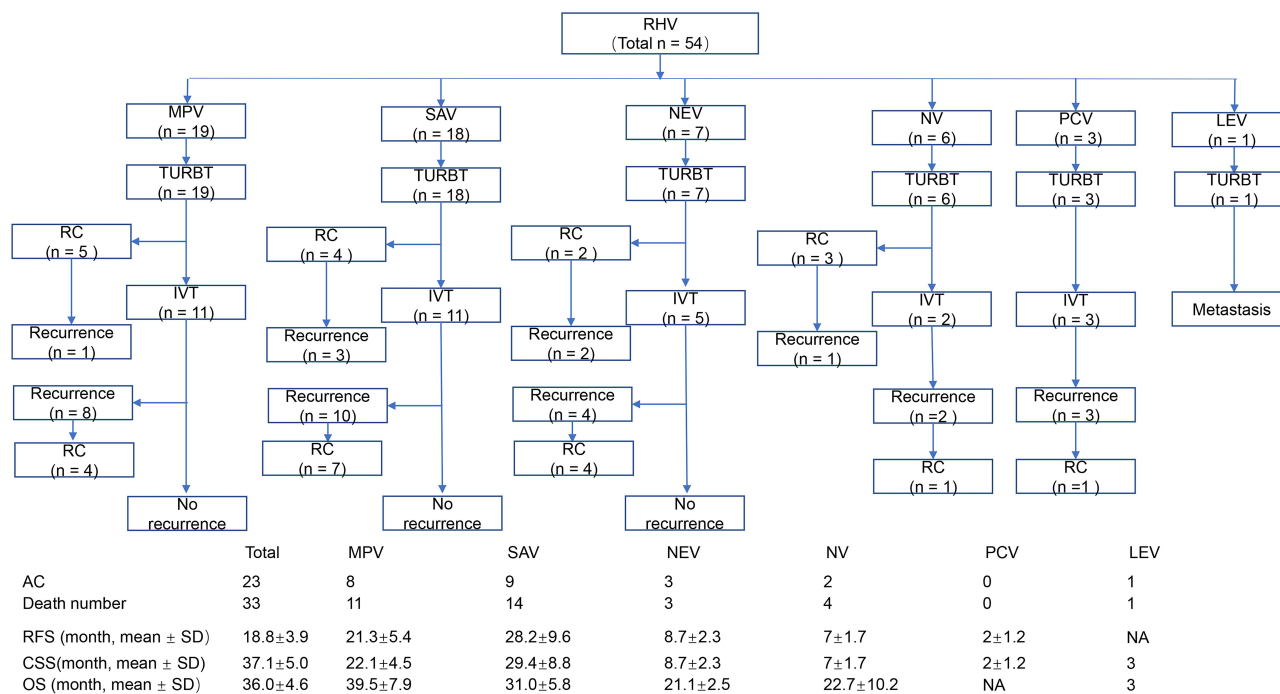 RHV
(Total n = 54)
MPV
(n = 19)
SAV
(n = 18)
NEV
(n = 7)
NV
(n = 6)
PCV
(n = 3)
LEV
(n = 1)
TURBT
(n = 19)
TURBT
(n = 18)
TURBT
(n = 7)
TURBT
(n = 6)
TURBT
(n = 3)
TURBT
(n = 1)
RC
(n = 5 )
RC
(n = 4 )
RC
(n = 2 )
RC
(n = 3 )
IVT
(n = 11)
IVT
(n = 11)
IVT
(n = 5)
IVT
(n = 2)
IVT
(n = 3)
Metastasis
Recurrence
(n = 1)
Recurrence
(n = 3)
Recurrence
(n = 2)
Recurrence
(n = 1)
Recurrence
(n = 8)
Recurrence
(n = 10)
Recurrence
(n = 4)
Recurrence
(n =2 )
Recurrence
(n = 3)
RC
(n = 4)
RC
(n = 7)
RC
(n = 4)
RC
(n = 1)
RC
(n =1 )
No
recurrence
No
recurrence
No
recurrence
Total MPV SAV NEV NV PCV LEV
AC 23 8 9 3 2 0 1
Death number 33 11 14 3 4 0 1
RFS (month, mean ± SD) 18.8±3.9 21.3±5.4 28.2±9.6 8.7±2.3 7±1.7 2±1.2 NA
CSS(month, mean ± SD) 37.1±5.0 22.1±4.5 29.4±8.8 8.7±2.3 7±1.7 2±1.2 3
OS (month, mean ± SD) 36.0±4.6 39.5±7.9 31.0±5.8 21.1±2.5 22.7±10.2 NA 3